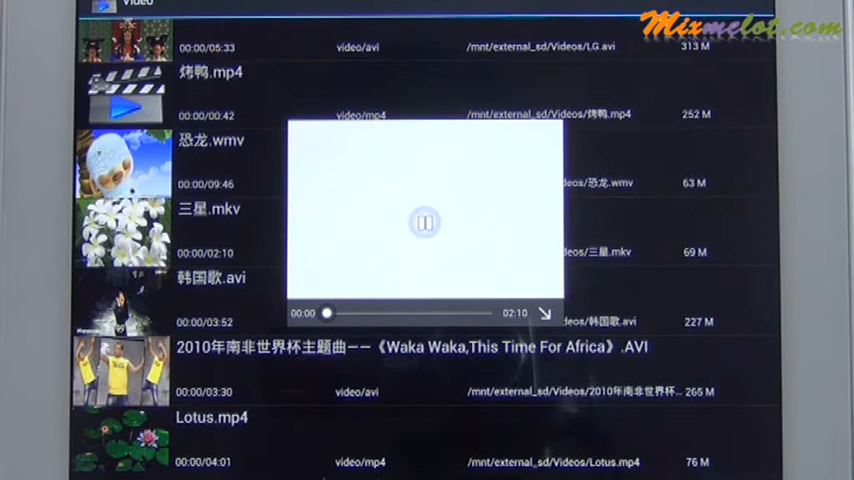 Video
Mixmelot.com
00:00/05:33 video/avi /mnt/external_sd/Videos/LG.avi 313 M
烤鸭.mp4
00:00/00:42 video/mp4 /mnt/external_sd/Videos/烤鸭.mp4 252 M
恐龙.wmv
00:00/09:46 deos/恐龙.wmv 63 M
三星.mkv
00:00/02:10 deos/三星.mkv 69 M
韩国歌.avi
00:00 02:10
00:00/03:52 deos/韩国歌.avi 227 M
2010年南非世界杯主题曲——《Waka Waka,This Time For Africa》.AVI
00:00/03:30 video/avi /mnt/external_sd/Videos/2010年南非世界杯... 265 M
Lotus.mp4
00:00/04:01 video/mp4 /mnt/external_sd/Videos/Lotus.mp4 76 M